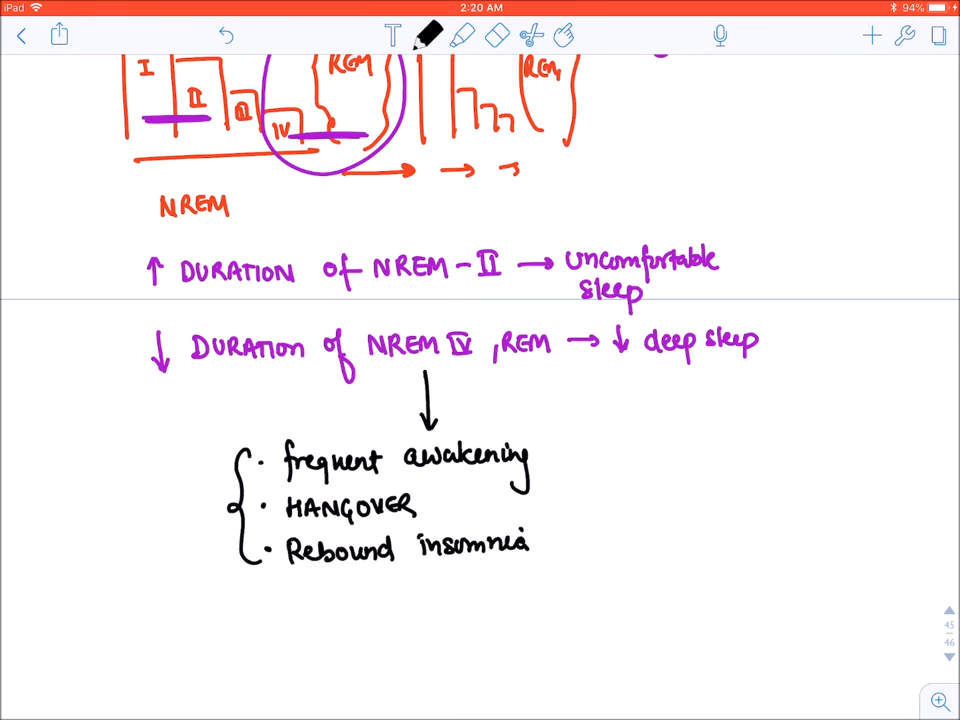 iPad 2:20 AM 94%
T
I II III IV REM REM
NREM
↑ DURATION of NREM - II → uncomfortable
sleep
↓ DURATION of NREM IV, REM → ↓ deep sleep
• frequent awakening
• HANGOVER
• Rebound insomnia
45
46